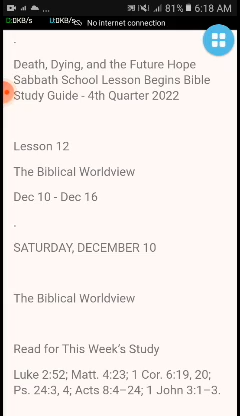 0:0KB/s U:0KB/s No internet connection 81% 6:18 AM
.
Death, Dying, and the Future Hope
Sabbath School Lesson Begins Bible
Study Guide - 4th Quarter 2022
Lesson 12
The Biblical Worldview
Dec 10 - Dec 16
.
SATURDAY, DECEMBER 10
The Biblical Worldview
Read for This Week's Study
Luke 2:52; Matt. 4:23; 1 Cor. 6:19, 20;
Ps. 24:3, 4; Acts 8:4–24; 1 John 3:1–3.